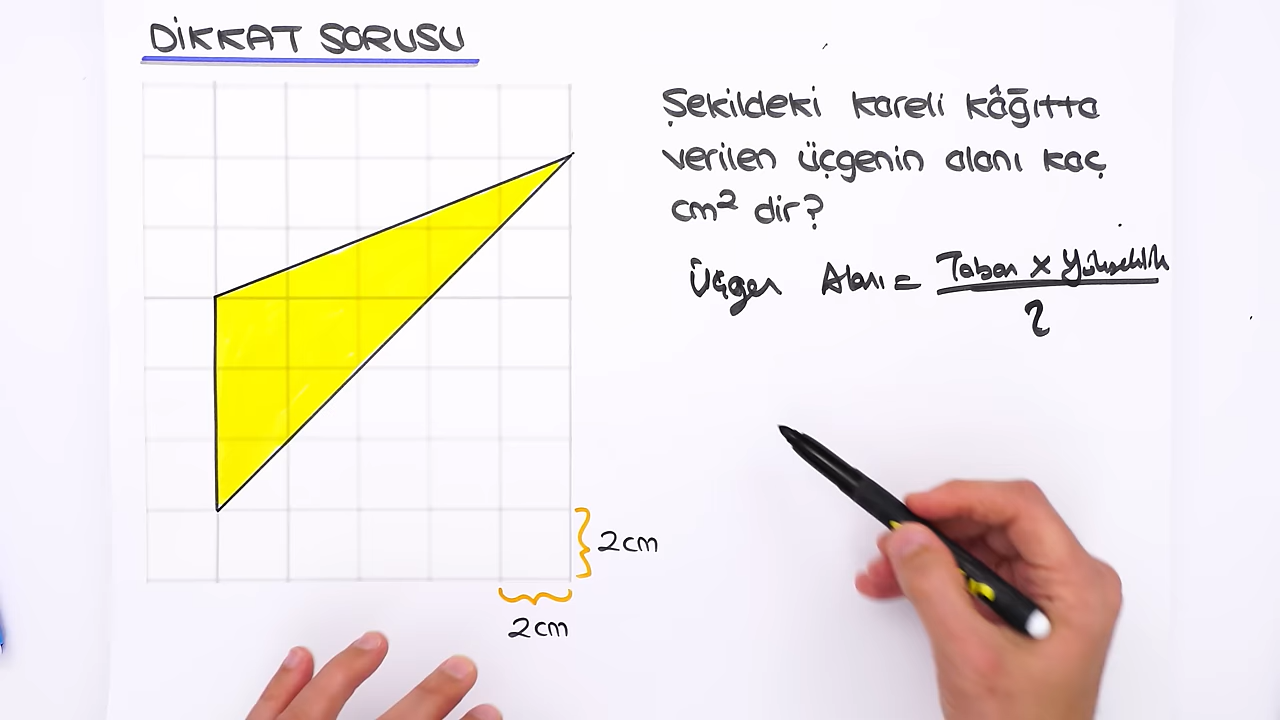 DİKKAT SORUSU
Şekildeki kareli kâğıtta
verilen üçgenin alanı kaç
cm² dir?
Üçgen Alanı = Taban x Yükseklik
2
2cm
2cm